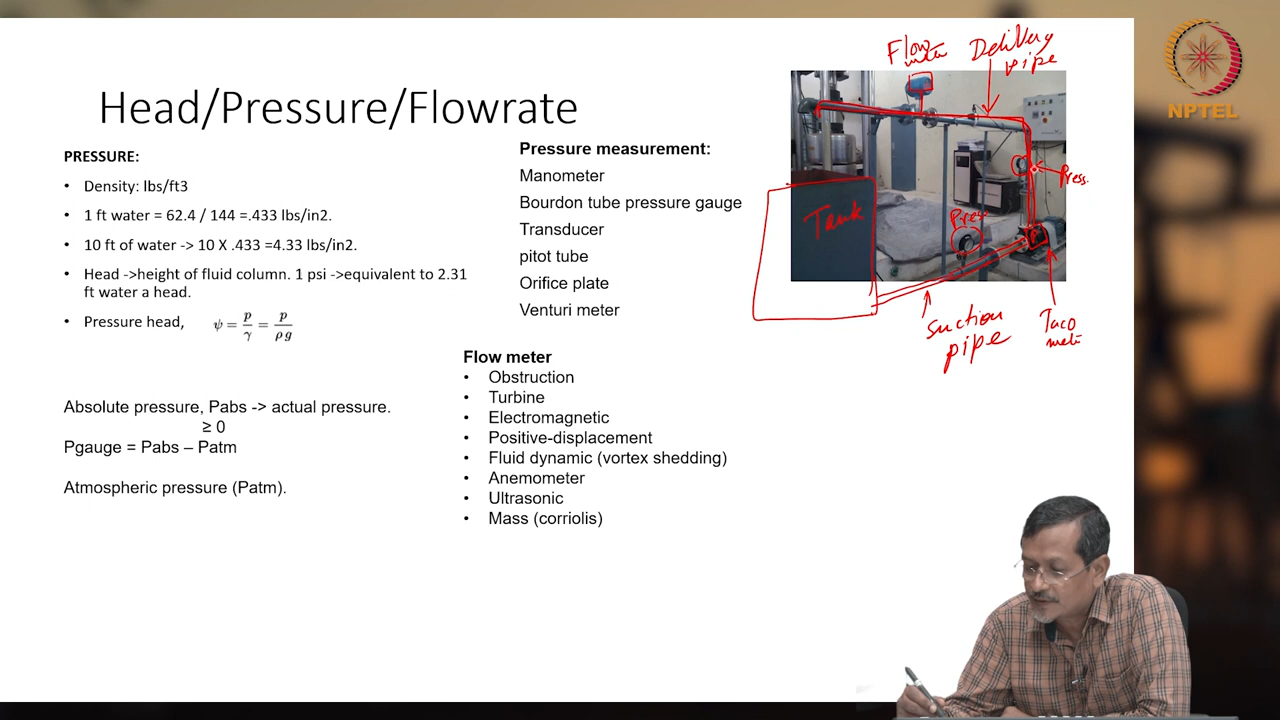 Head/Pressure/Flowrate
PRESSURE:
• Density: lbs/ft3
• 1 ft water = 62.4 / 144 =.433 lbs/in2.
• 10 ft of water -> 10 X .433 =4.33 lbs/in2.
• Head ->height of fluid column. 1 psi ->equivalent to 2.31
ft water a head.
• Pressure head, ψ = p/γ = p/ρg
Absolute pressure, Pabs -> actual pressure.
≥ 0
Pgauge = Pabs – Patm
Atmospheric pressure (Patm).
Pressure measurement:
Manometer
Bourdon tube pressure gauge
Transducer
pitot tube
Orifice plate
Venturi meter
Flow meter
• Obstruction
• Turbine
• Electromagnetic
• Positive-displacement
• Fluid dynamic (vortex shedding)
• Anemometer
• Ultrasonic
• Mass (corriolis)
Flow
meter
Delivery
pipe
Press.
Pres
Tank
P
Suction
pipe
Taco
mete
NPTEL